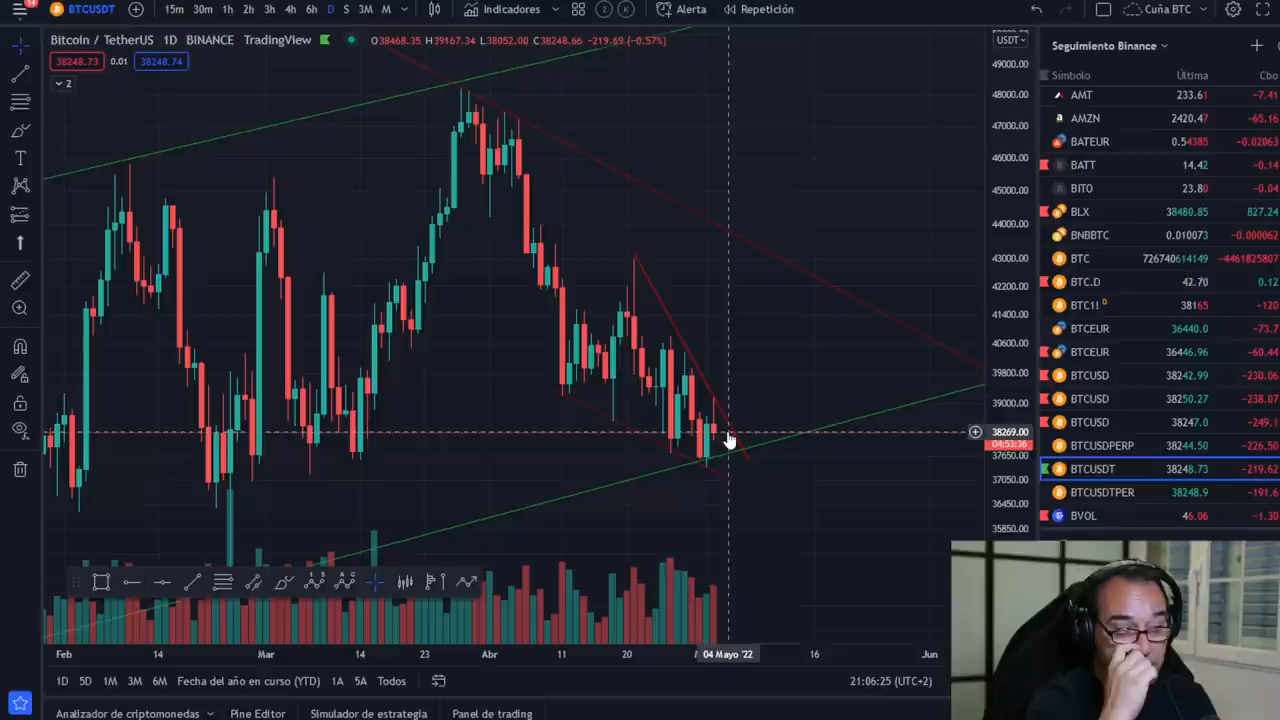 14
BTCUSDT 15m 30m 1h 2h 3h 4h 6h D S 3M M Indicadores 2 K Alerta Repetición Cuña BTC
Bitcoin / TetherUS 1D BINANCE TradingView O38468.35 H39167.34 L38052.00 C38248.66 -219.69 (-0.57%) USDT
38248.73 0.01 38248.74
2
49000.00
48000.00
47000.00
46000.00
45000.00
44000.00
43000.00
42200.00
41400.00
40600.00
39800.00
39000.00
38269.00
04:53:36
37650.00
37050.00
36450.00
35850.00
Feb 14 Mar 14 23 Abr 11 20 04 Mayo '22 16 Jun
1D 5D 1M 3M 6M Fecha del año en curso (YTD) 1A 5A Todos 21:06:25 (UTC+2)
Analizador de criptomonedas Pine Editor Simulador de estrategia Panel de trading
Seguimiento Binance
Símbolo Última Cbo
AMT 233.61 -7.41
AMZN 2420.47 -65.16
BATEUR 0.54385 -0.02063
BATT 14.42 -0.14
BITO 23.80 -0.04
BLX 38480.85 827.24
BNBBTC 0.010073 -0.000062
BTC 726740614149 -4461825807
BTC.D 42.70 0.12
BTC1! D 38165 -120
BTCEUR 36440.0 -73.7
BTCEUR 36446.96 -60.44
BTCUSD 38242.99 -230.06
BTCUSD 38250.27 -238.07
BTCUSD 38247.0 -249.1
BTCUSDPERP 38244.50 -226.50
BTCUSDT 38248.73 -219.62
BTCUSDTPER 38248.9 -191.6
BVOL 46.06 -1.30